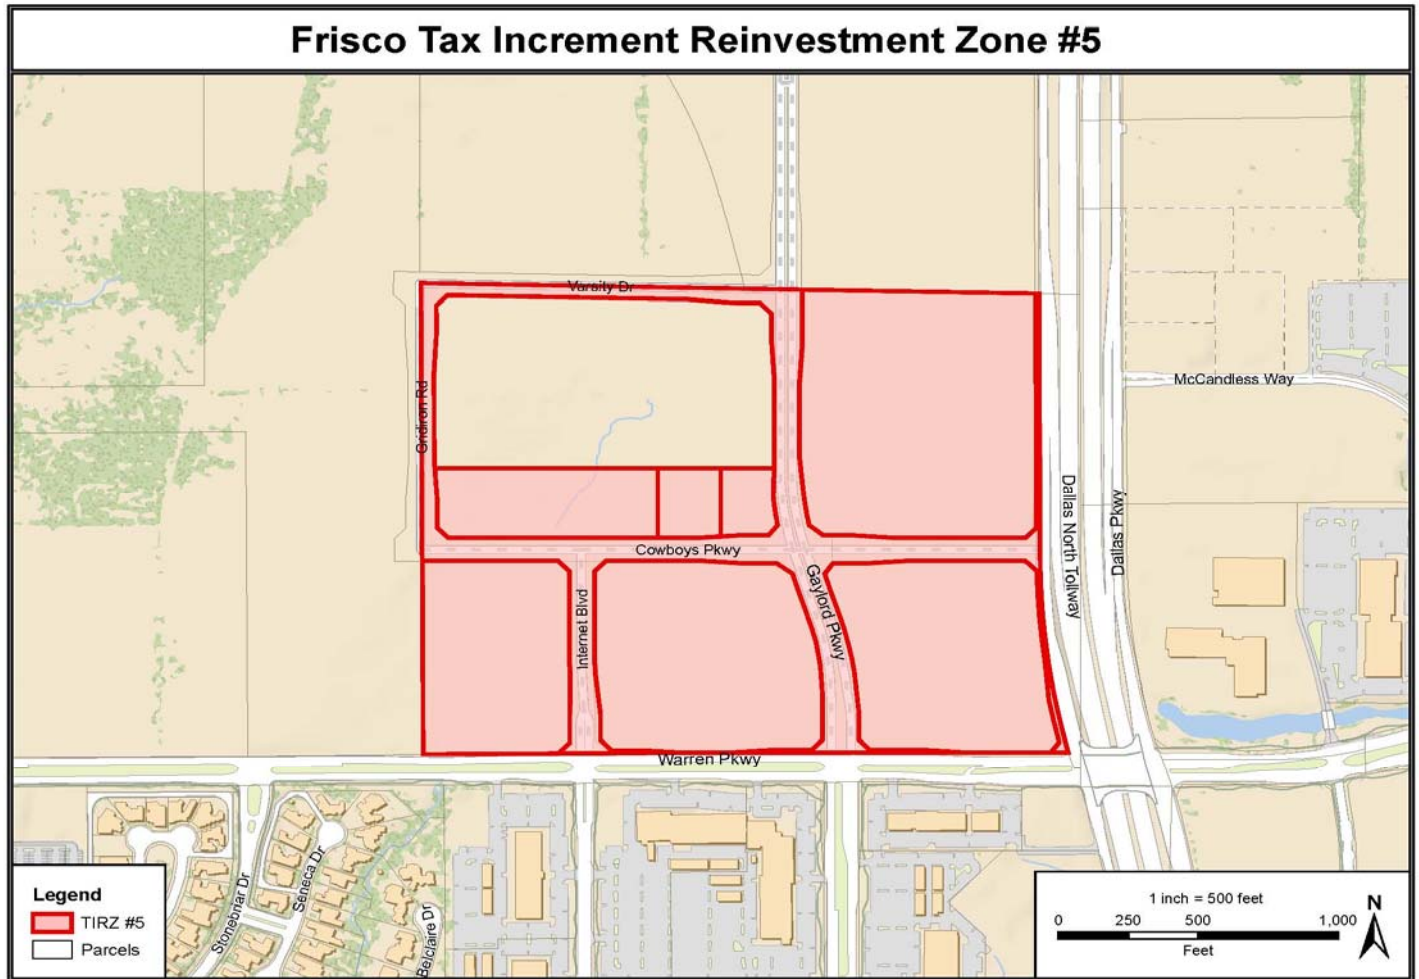 Frisco Tax Increment Reinvestment Zone #5
Varsity Dr
Gridiron Rd
McCandless Way
Dallas North Tollway
Dallas Pkwy
Cowboys Pkwy
Internet Blvd
Gaylord Pkwy
Warren Pkwy
Stonebriar Dr
Seneca Dr
Belclaire Dr
Legend
TIRZ #5
Parcels
1 inch = 500 feet
N
0 250 500 1,000
Feet